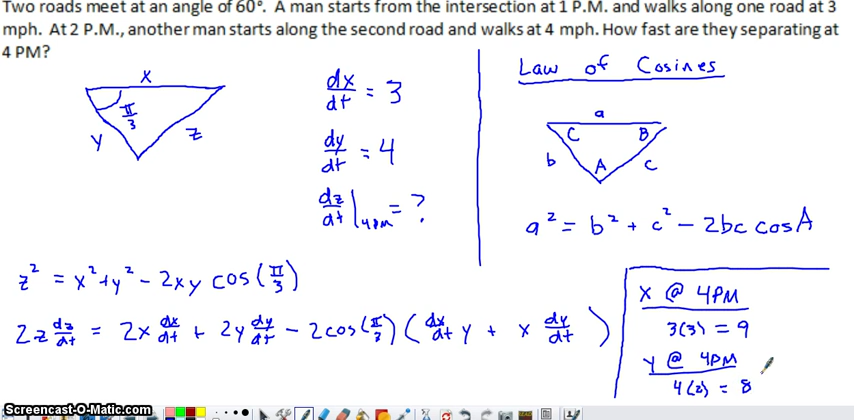 Two roads meet at an angle of 60°. A man starts from the intersection at 1 P.M. and walks along one road at 3
mph. At 2 P.M., another man starts along the second road and walks at 4 mph. How fast are they separating at
4 PM?
x
π/3
y
z
dx/dt = 3
dy/dt = 4
dz/dt |4PM = ?
Law of Cosines
a
C B
b A c
a² = b² + c² - 2bc cosA
z² = x² + y² - 2xy cos(π/3)
2z dz/dt = 2x dx/dt + 2y dy/dt - 2cos(π/3) (dx/dt y + x dy/dt)
X @ 4PM
3(3) = 9
Y @ 4PM
4(2) = 8
Screencast-O-Matic.com